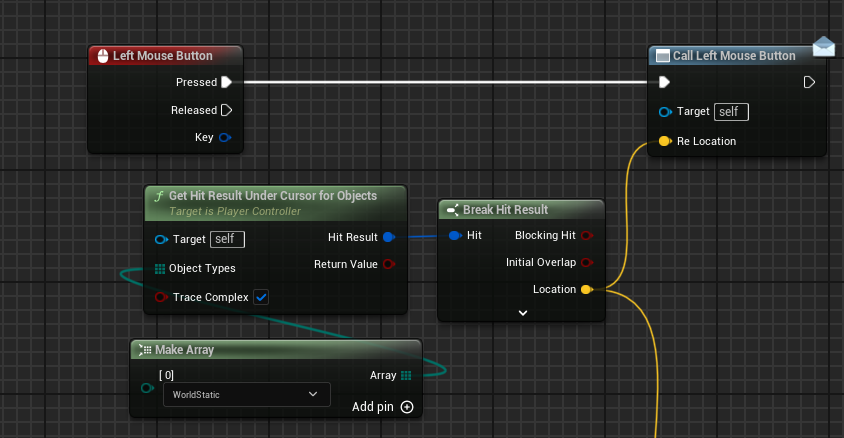 Left Mouse Button
Pressed
Released
Key
Call Left Mouse Button
Target self
Re Location
Get Hit Result Under Cursor for Objects
Target is Player Controller
Target self
Hit Result
Object Types
Return Value
Trace Complex
Break Hit Result
Hit
Blocking Hit
Initial Overlap
Location
Make Array
[ 0]
WorldStatic
Array
Add pin